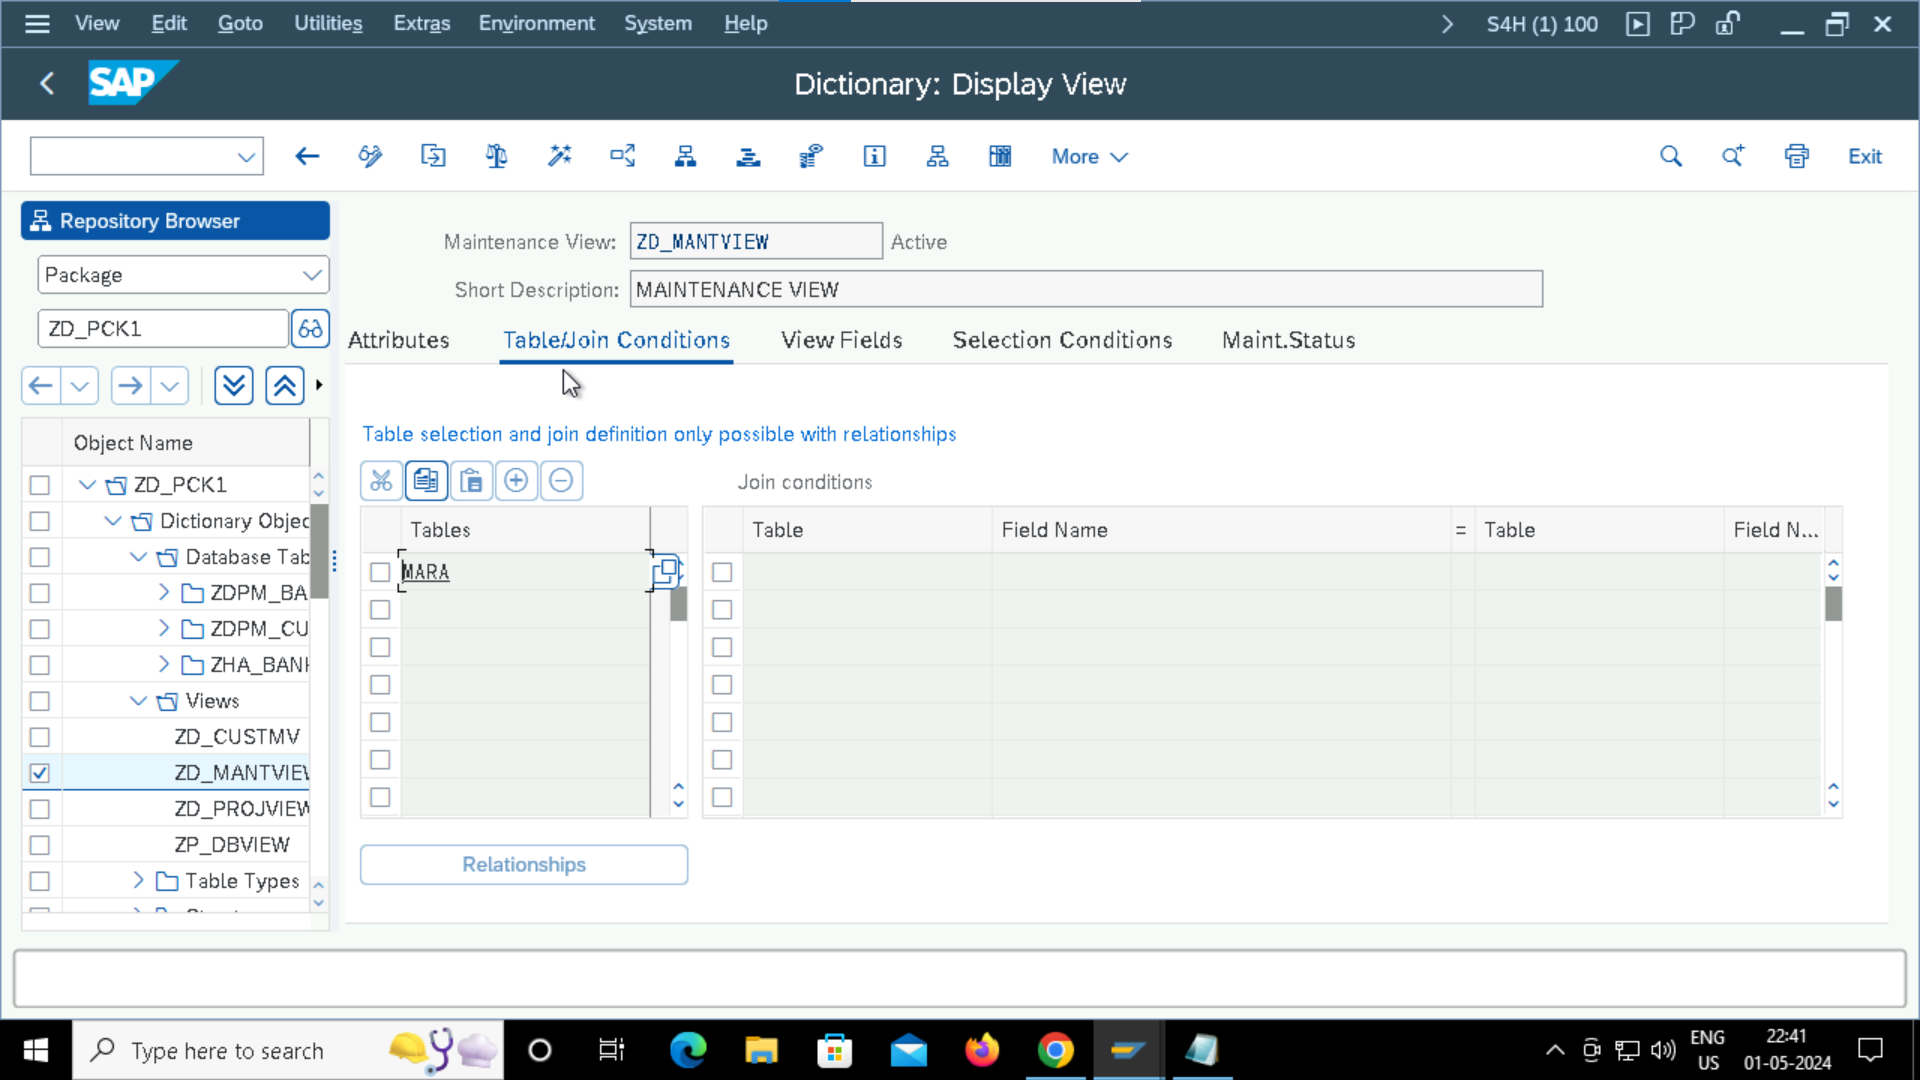 View Edit Goto Utilities Extras Environment System Help S4H (1) 100
SAP Dictionary: Display View
More Exit
Repository Browser
Package
ZD_PCK1
Object Name
ZD_PCK1
Dictionary Objec
Database Tab
ZDPM_BA
ZDPM_CU
ZHA_BAN
Views
ZD_CUSTMV
ZD_MANTVIEW
ZD_PROJVIEW
ZP_DBVIEW
Table Types
Maintenance View: ZD_MANTVIEW Active
Short Description: MAINTENANCE VIEW
Attributes Table/Join Conditions View Fields Selection Conditions Maint.Status
Table selection and join definition only possible with relationships
Join conditions
Tables
MARA
Table Field Name = Table Field N...
Relationships
Type here to search
ENG
US
22:41
01-05-2024